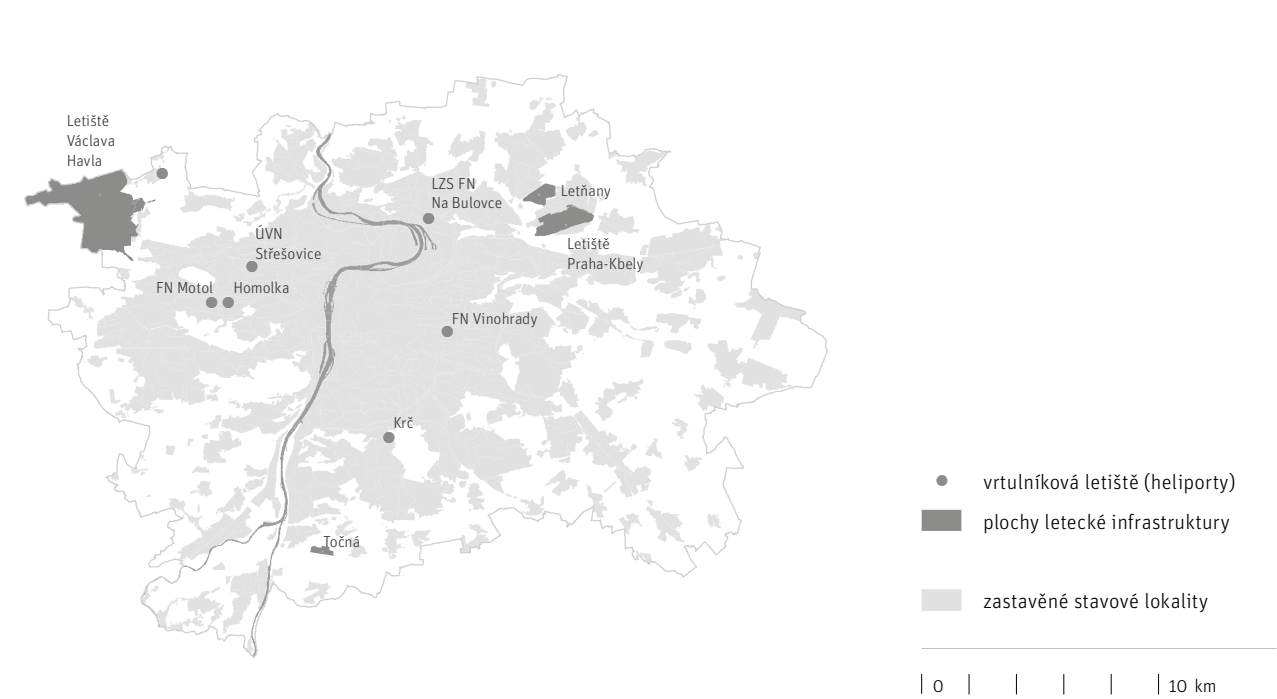 Letiště
Václava
Havla
LZS FN
Na Bulovce
Letňany
Letiště
Praha-Kbely
ÚVN
Střešovice
FN Motol
Homolka
FN Vinohrady
Krč
Točná
vrtulníková letiště (heliporty)
plochy letecké infrastruktury
zastavěné stavové lokality
0 10 km